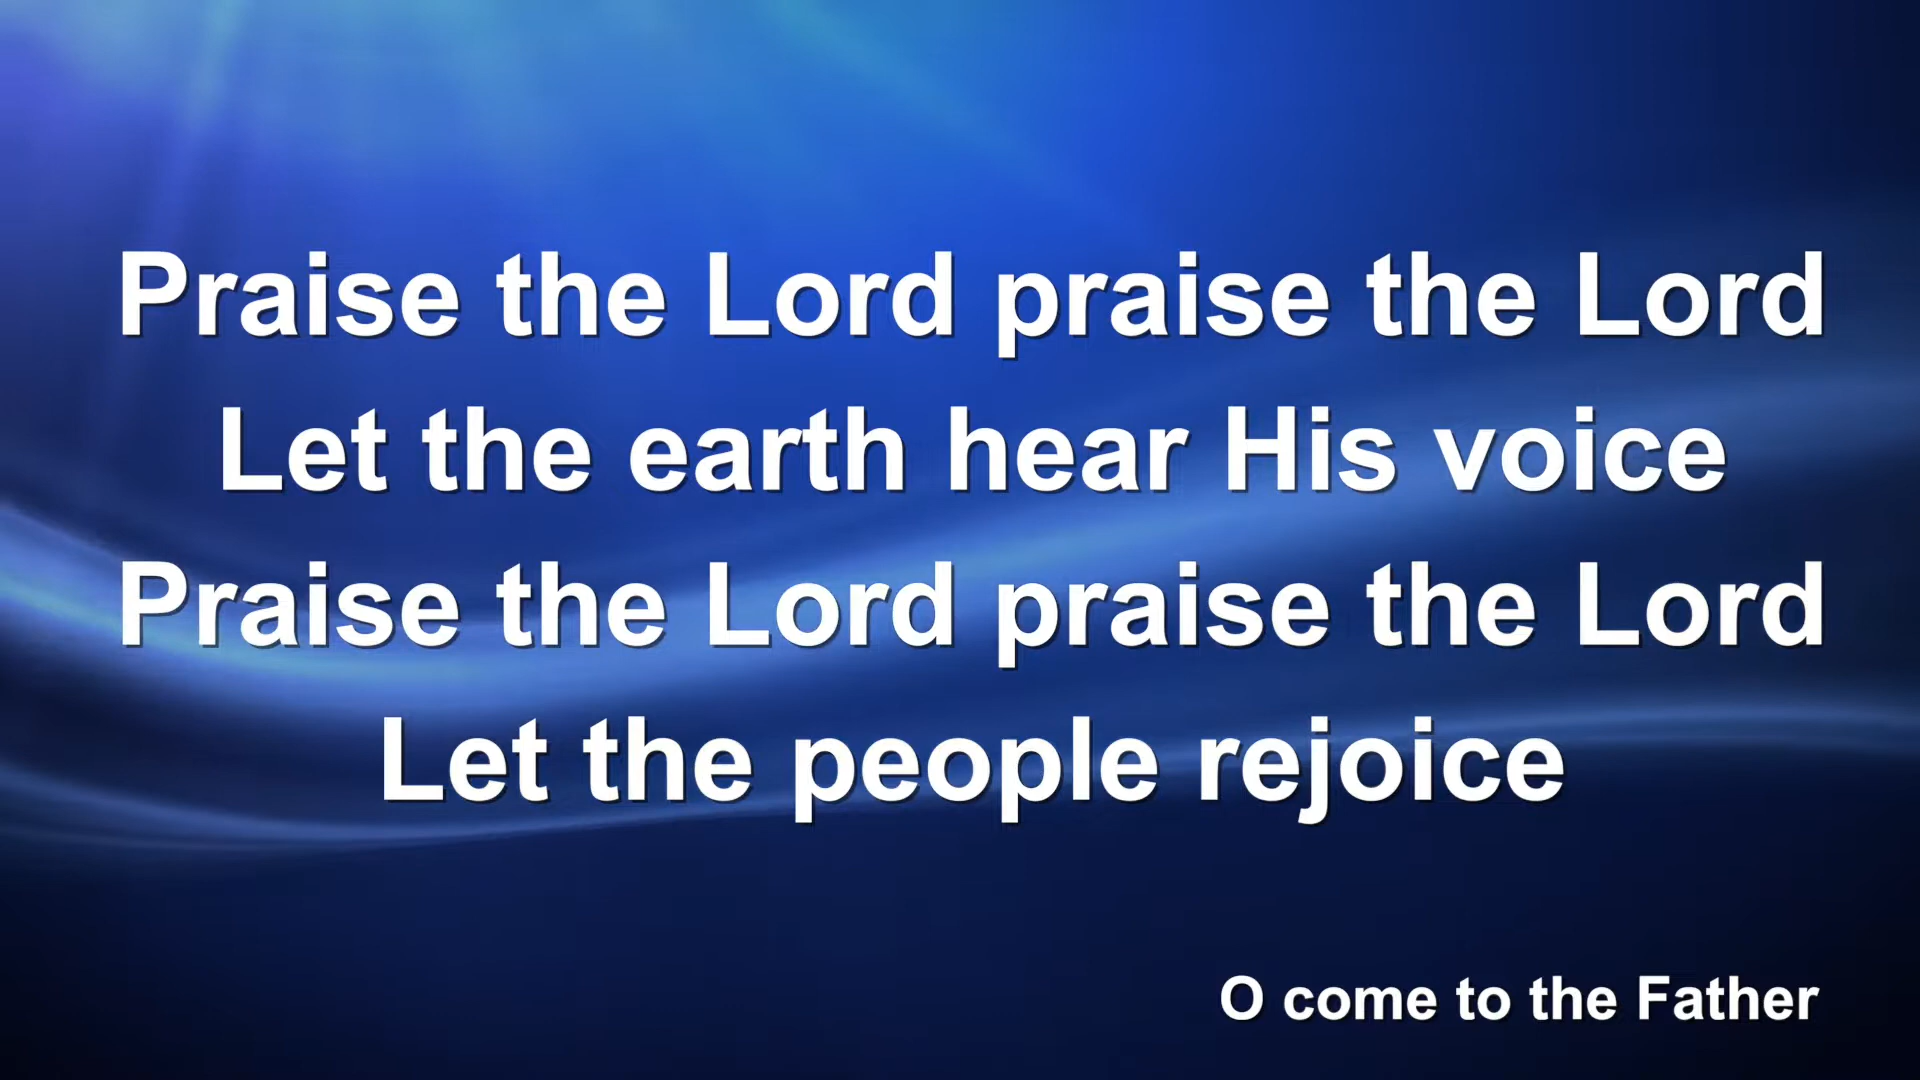 Praise the Lord praise the Lord
Let the earth hear His voice
Praise the Lord praise the Lord
Let the people rejoice
O come to the Father